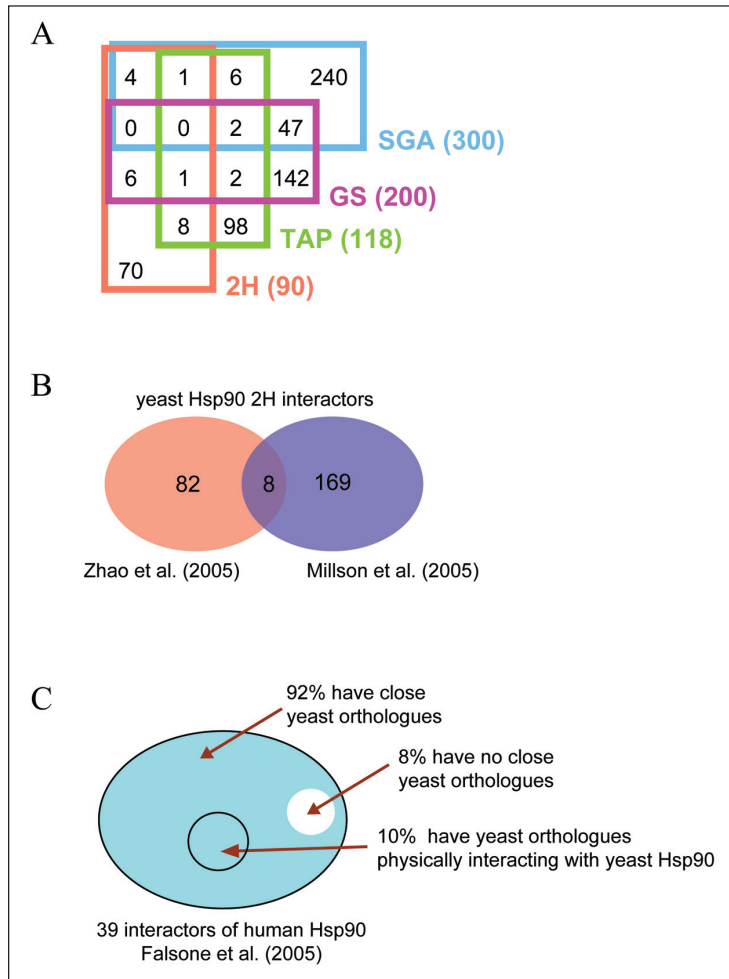 A
4 1 6 240
0 0 2 47
SGA (300)
6 1 2 142
GS (200)
8 98
TAP (118)
70
2H (90)
B
yeast Hsp90 2H interactors
82 8 169
Zhao et al. (2005) Millson et al. (2005)
C
92% have close
yeast orthologues
8% have no close
yeast orthologues
10% have yeast orthologues
physically interacting with yeast Hsp90
39 interactors of human Hsp90
Falsone et al. (2005)